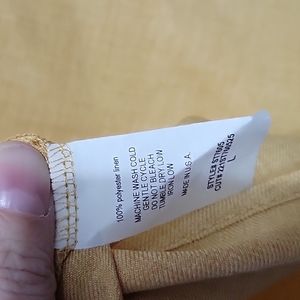 100% polyester linen
MACHINE WASH COLD
GENTLE CYCLE
DO NOT BLEACH
TUMBLE DRY LOW
IRON LOW
MADE IN U.S.A.
L